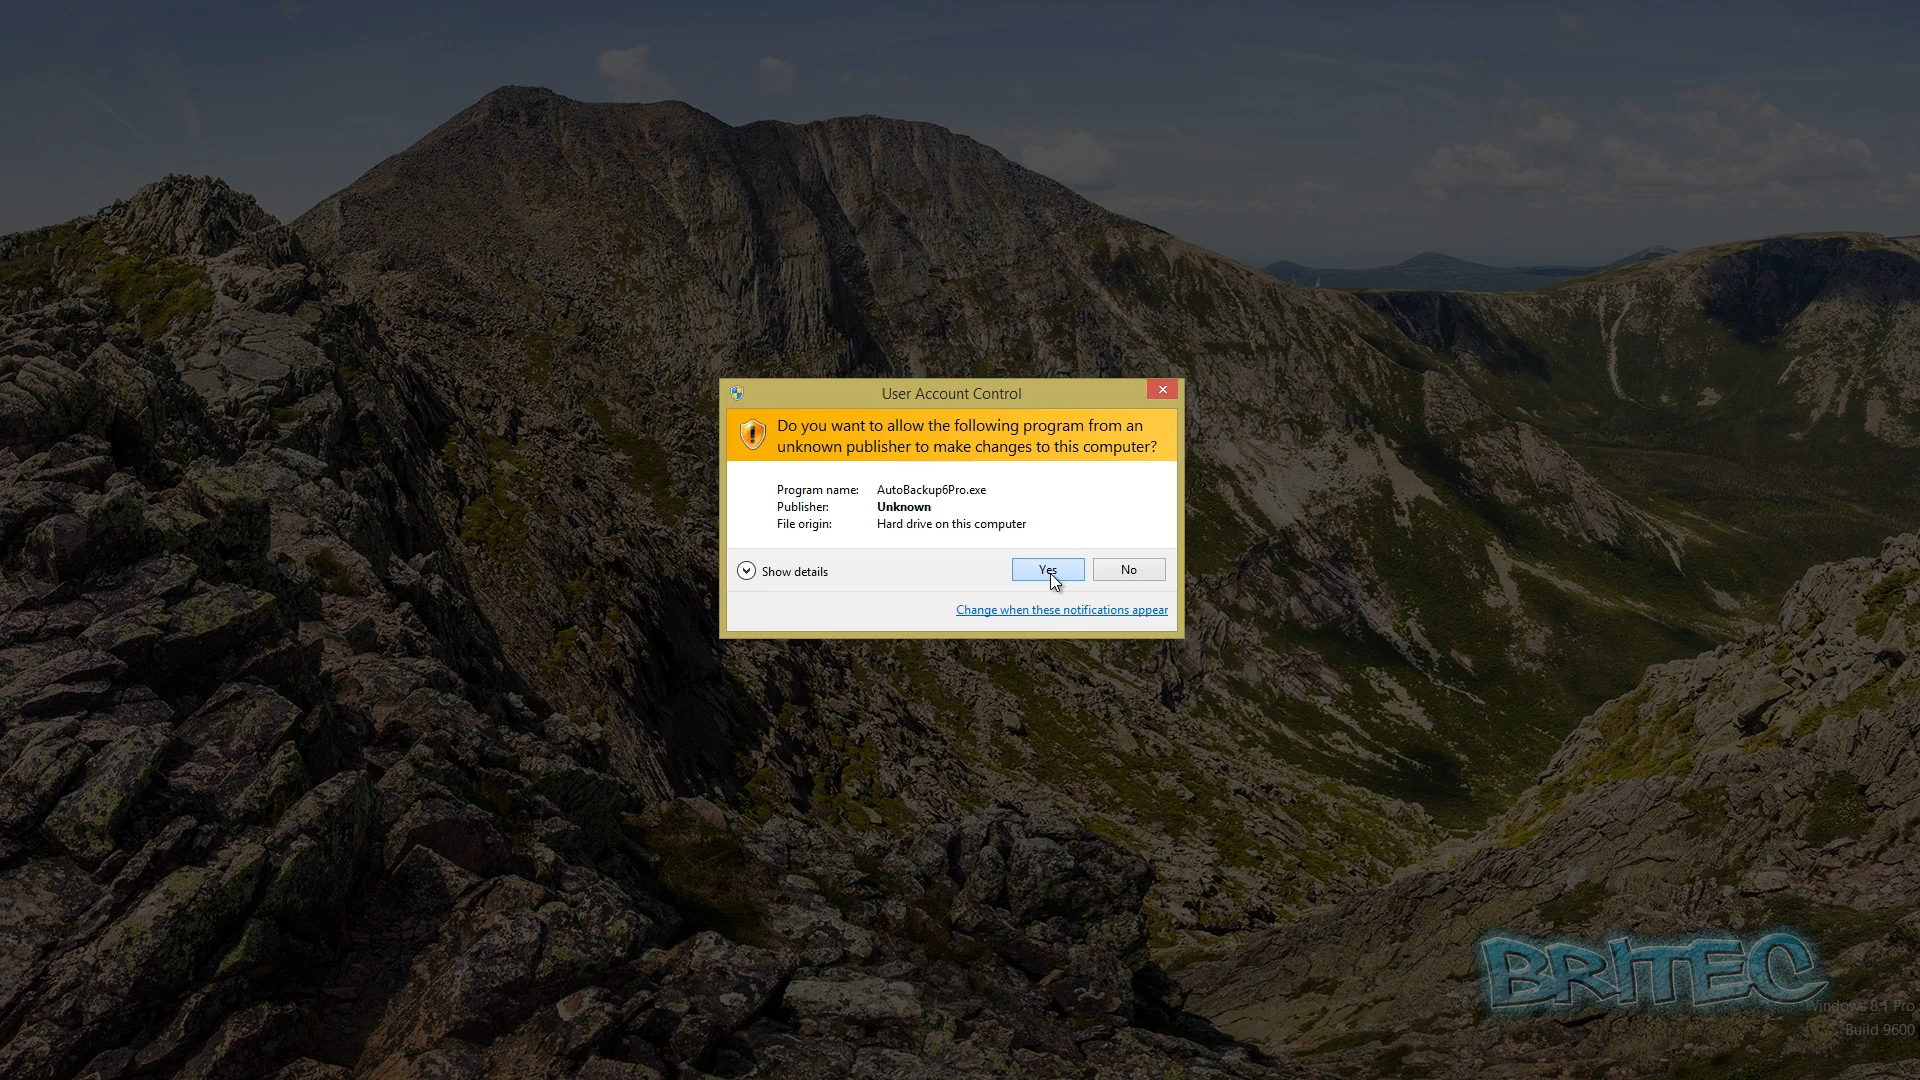 User Account Control
Do you want to allow the following program from an
unknown publisher to make changes to this computer?
Program name: AutoBackup6Pro.exe
Publisher: Unknown
File origin: Hard drive on this computer
Show details
Yes
No
Change when these notifications appear
BRITEC
Windows 8.1 Pro
Build 9600